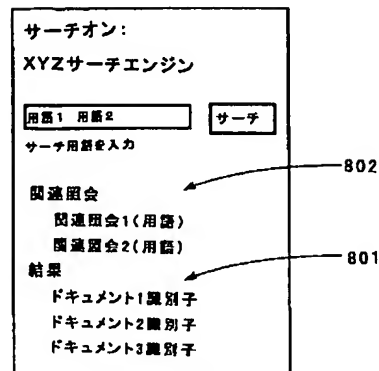 サーチオン:
XYZサーチエンジン
用語1 用語2 サーチ
サーチ用語を入力
802
関連照会
関連照会1(用語)
関連照会2(用語)
801
結果
ドキュメント1識別子
ドキュメント2識別子
ドキュメント3識別子